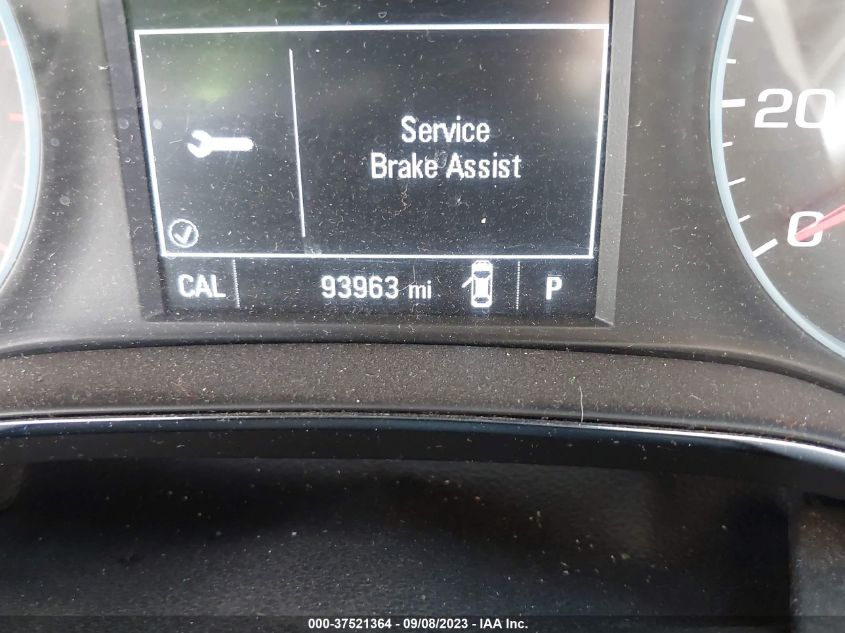 Service
Brake Assist
CAL 93963 mi P
20
0
000-37521364 - 09/08/2023 - IAA Inc.